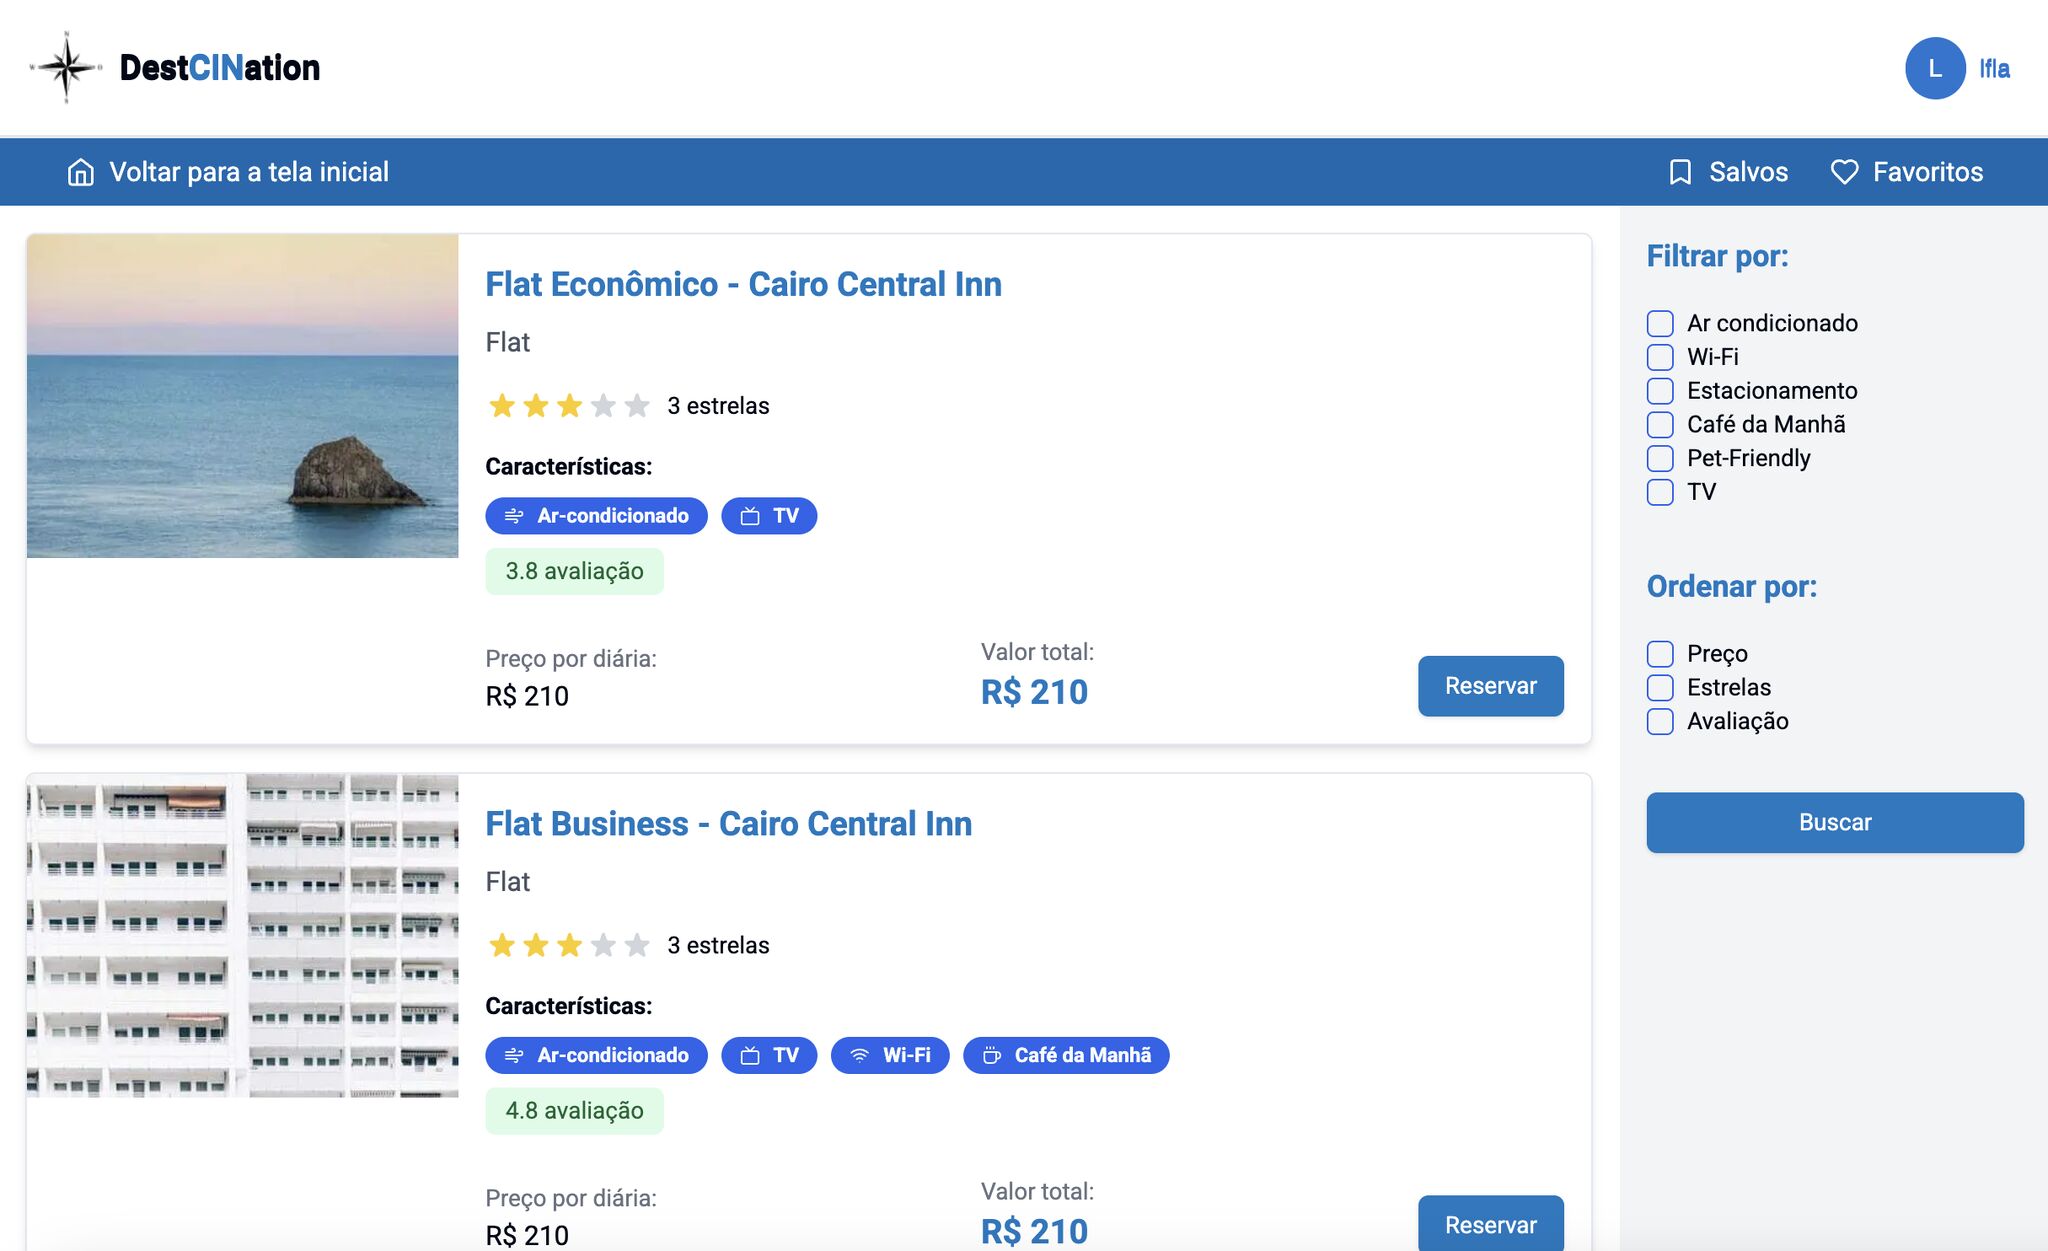 DestCINation
L
lfla
Voltar para a tela inicial
Salvos
Favoritos
Flat Econômico - Cairo Central Inn
Flat
3 estrelas
Características:
Ar-condicionado
TV
3.8 avaliação
Preço por diária:
R$ 210
Valor total:
R$ 210
Reservar
Flat Business - Cairo Central Inn
Flat
3 estrelas
Características:
Ar-condicionado
TV
Wi-Fi
Café da Manhã
4.8 avaliação
Preço por diária:
R$ 210
Valor total:
R$ 210
Reservar
Filtrar por:
Ar condicionado
Wi-Fi
Estacionamento
Café da Manhã
Pet-Friendly
TV
Ordenar por:
Preço
Estrelas
Avaliação
Buscar